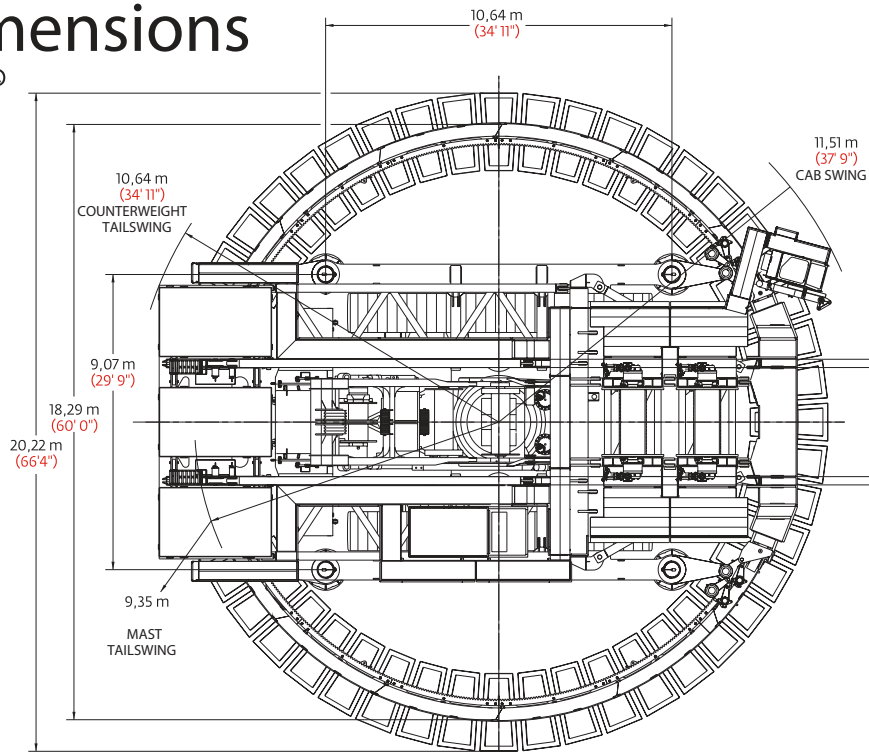 mensions
10,64 m
(34' 11")
11,51 m
(37' 9")
CAB SWING
10,64 m
(34' 11")
COUNTERWEIGHT
TAILSWING
9,07 m
(29' 9")
18,29 m
(60' 0")
20,22 m
(66'4")
9,35 m
MAST
TAILSWING